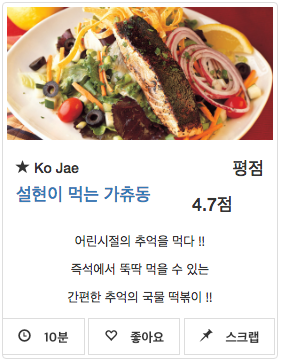 ★ Ko Jae 평점
설현이 먹는 가츄동 4.7점
어린시절의 추억을 먹다 !!
즉석에서 뚝딱 먹을 수 있는
간편한 추억의 국물 떡볶이 !!
10분 좋아요 스크랩